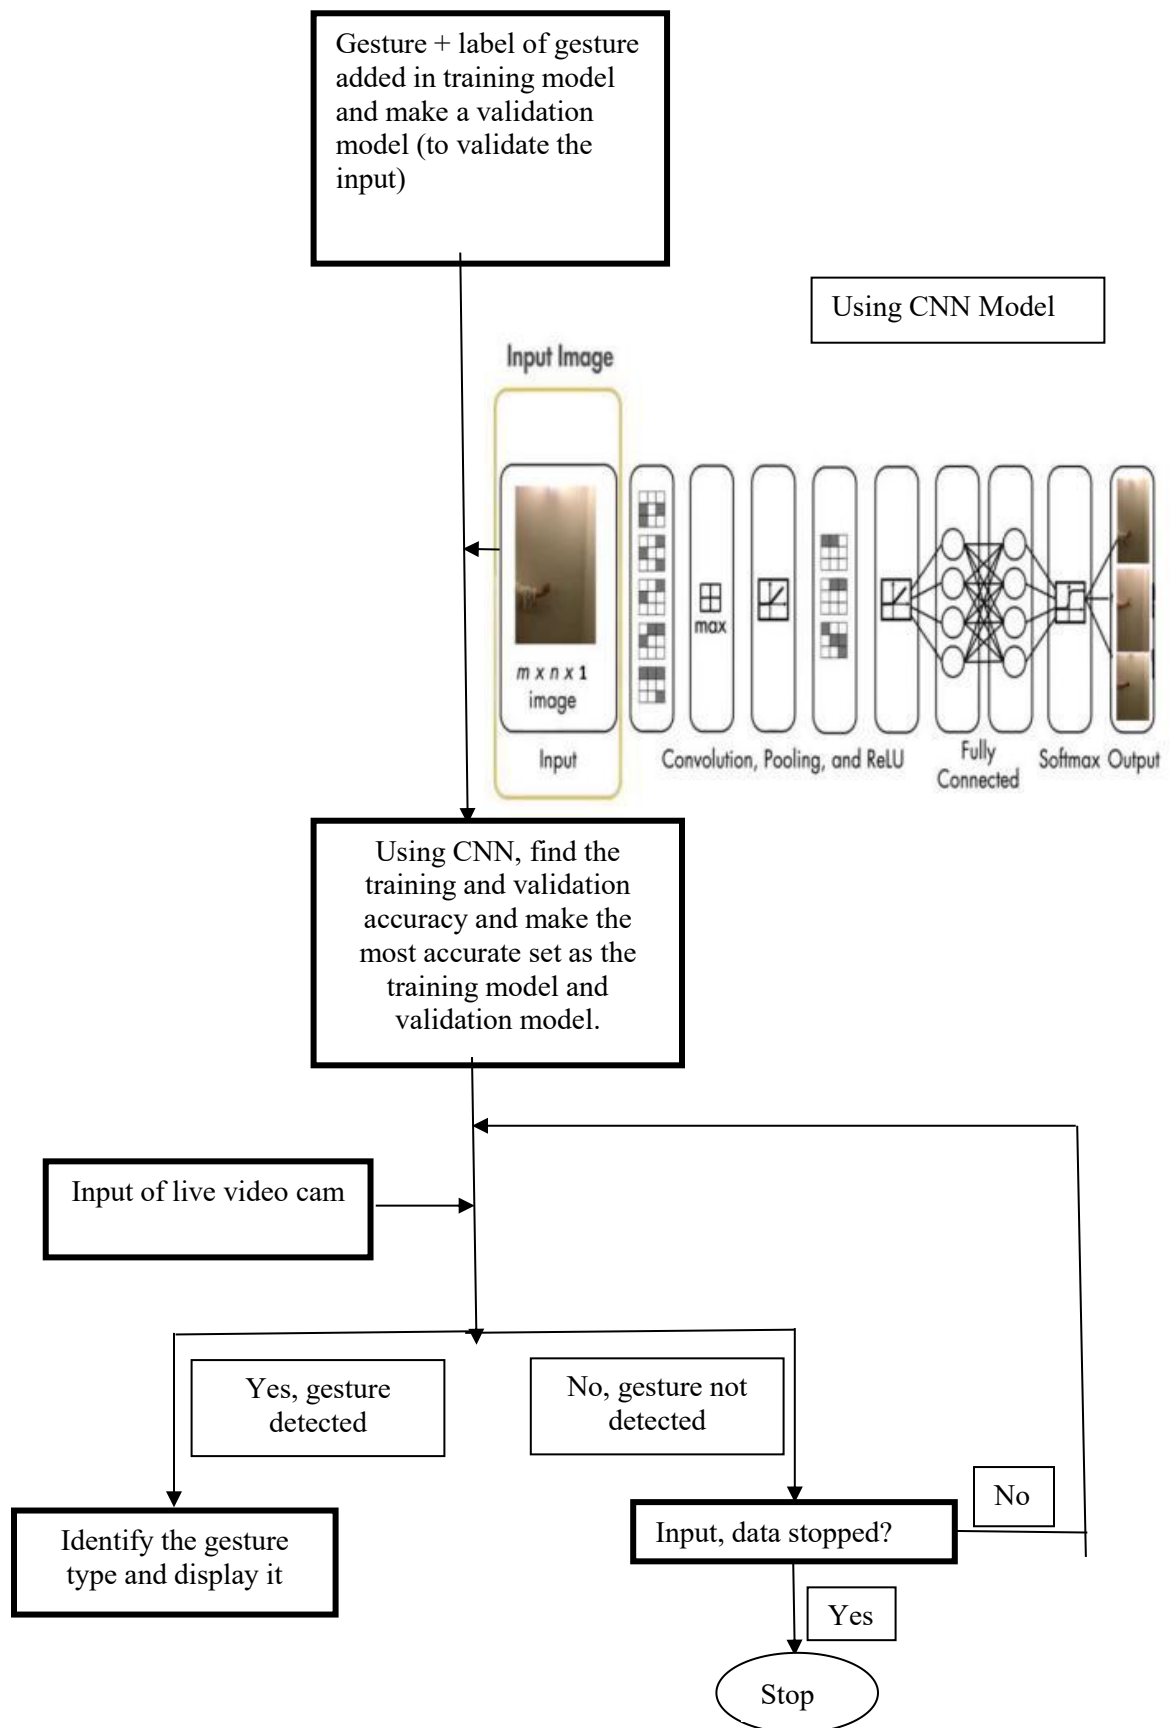 Gesture + label of gesture
added in training model
and make a validation
model (to validate the
input)
Using CNN Model
Input Image
max
m x n x 1
image
Input
Convolution, Pooling, and ReLU
Fully
Connected
Softmax
Output
Using CNN, find the
training and validation
accuracy and make the
most accurate set as the
training model and
validation model.
Input of live video cam
Yes, gesture
detected
No, gesture not
detected
No
Identify the gesture
type and display it
Input, data stopped?
Yes
Stop